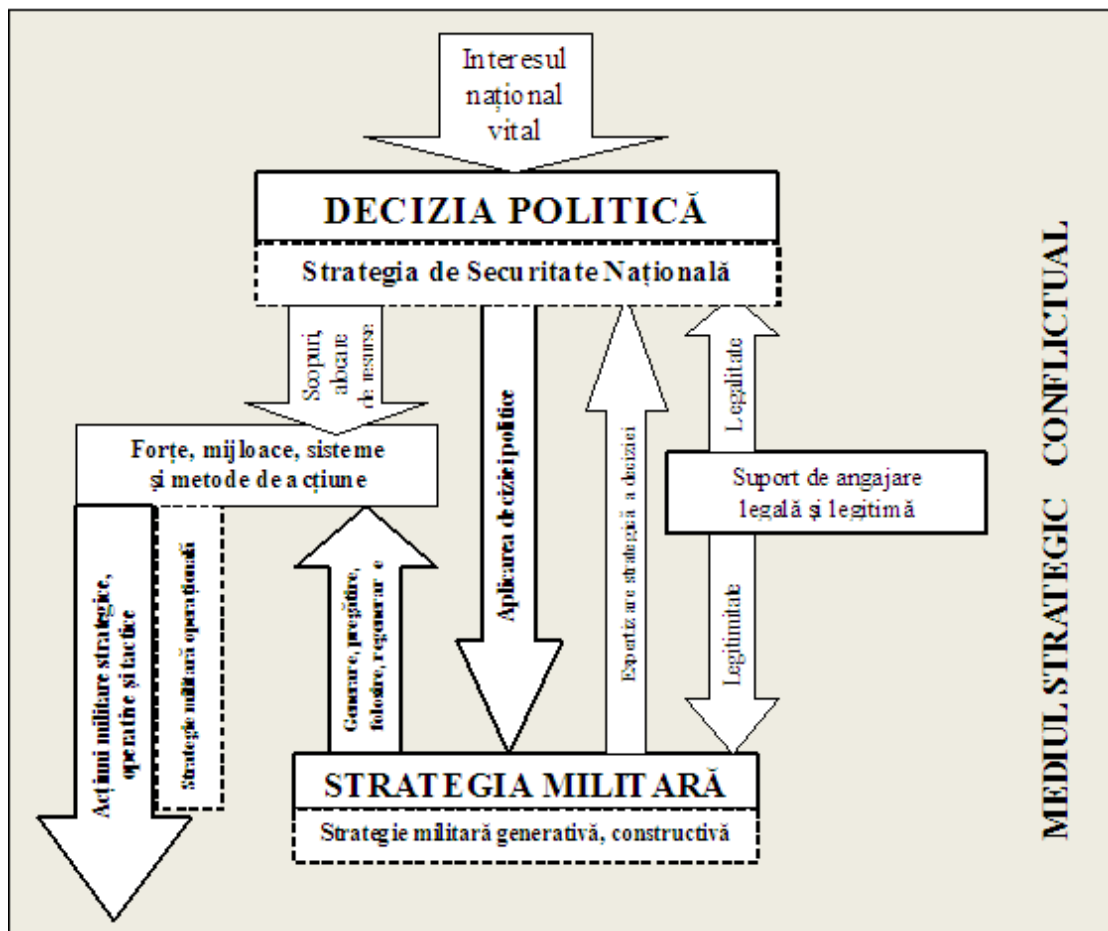 Interesul
național
vital
DECIZIA POLITICĂ
Strategia de Securitate Națională
Scopuri,
alocare
de resurse
Forțe, mijloace, sisteme
și metode de acțiune
Acțiuni militare strategice,
operative și tactice
Strategie militară operațională
Generare, pregătire,
folosire, regenerare
Aplicarea deciziei politice
Expertizare strategică a deciziei
Legalitate
Suport de angajare
legală și legitimă
Legitimitate
STRATEGIA MILITARĂ
Strategie militară generativă, constructivă
MEDIUL STRATEGIC CONFLICTUAL